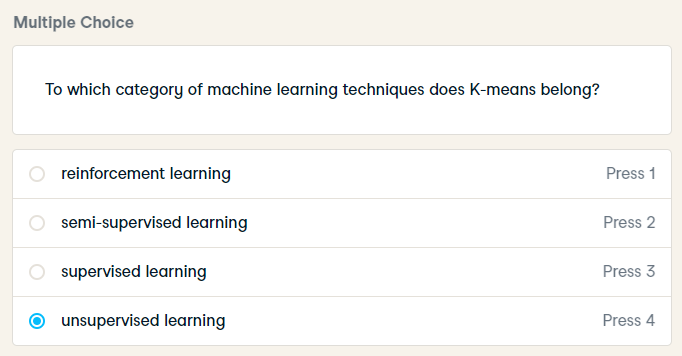 Multiple Choice
To which category of machine learning techniques does K-means belong?
reinforcement learning Press 1
semi-supervised learning Press 2
supervised learning Press 3
unsupervised learning Press 4